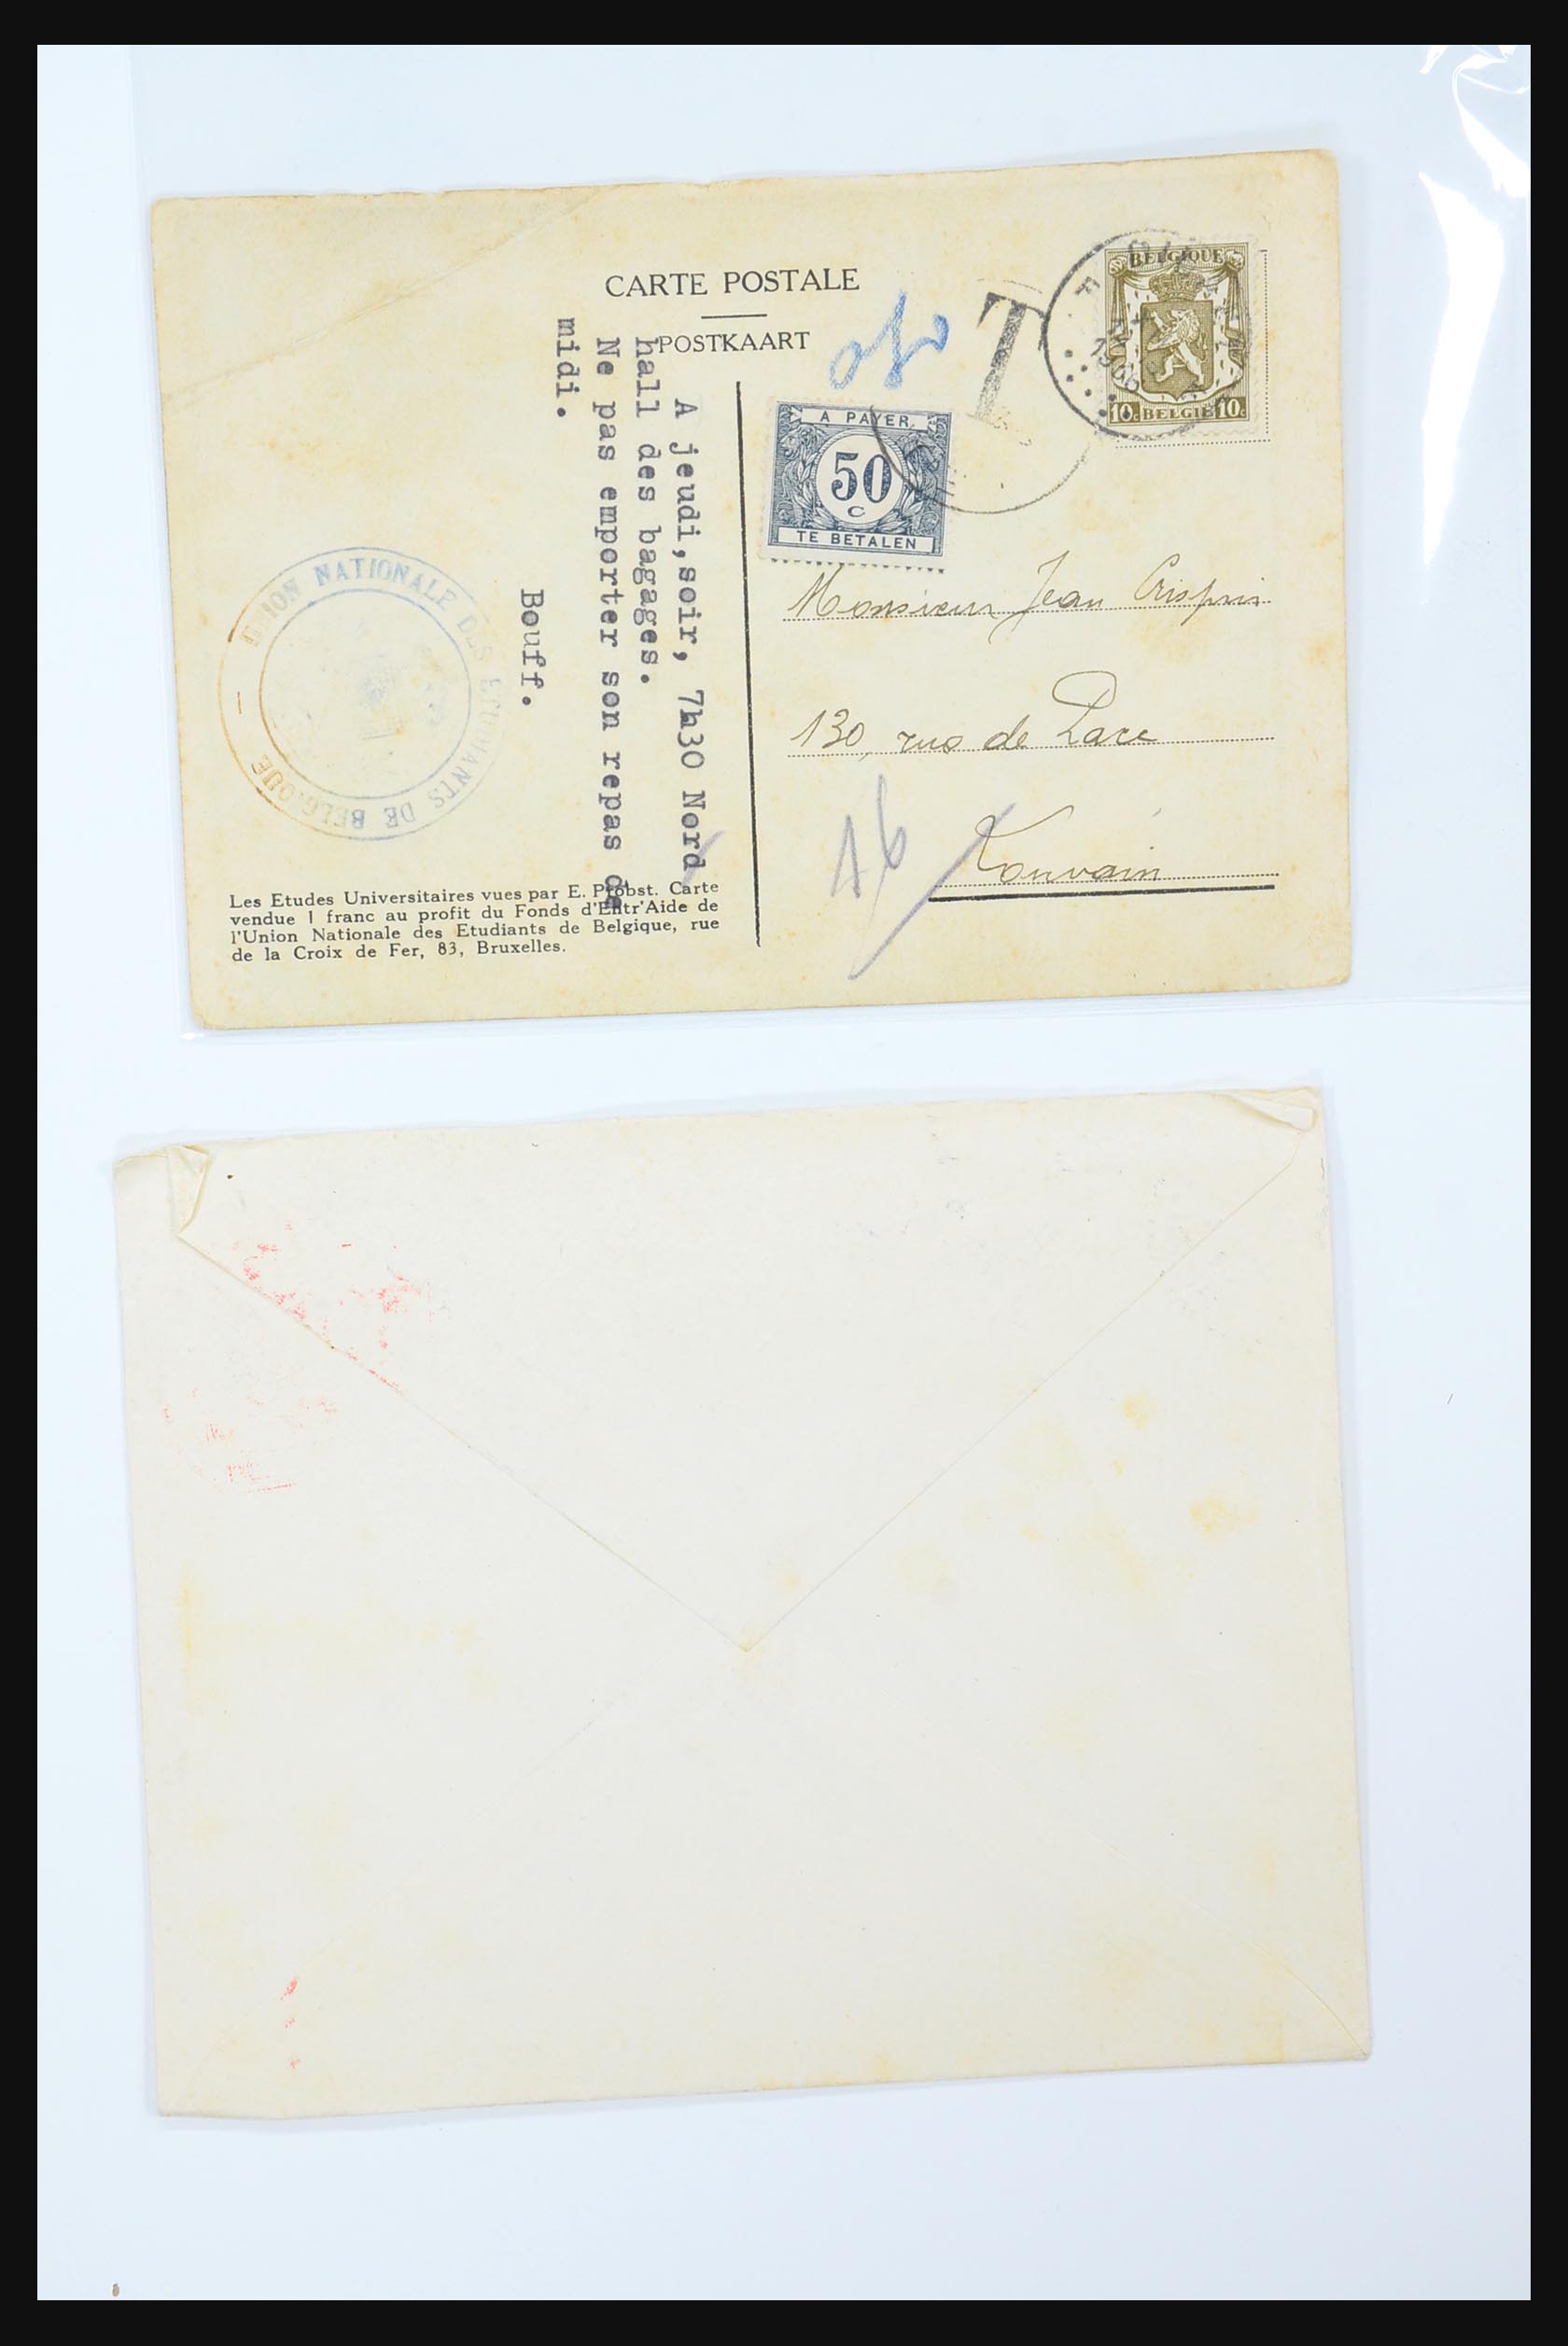 CARTE POSTALE
POSTKAART
T
BELGIQUE
10c BELGIË 10c
A PAYER
50
C
TE BETALEN
A jeudi,soir, 7h30 Nord
hall des bagages.
Ne pas emporter son repas de
midi.
Bouff.
UNION NATIONALE DES ETUDIANTS DE BELGIQUE
Monsieur Jean Crispin
130, rue de
Louvain
Les Etudes Universitaires vues par E. Probst. Carte
vendue 1 franc au profit du Fonds d'Entr'Aide de
l'Union Nationale des Etudiants de Belgique, rue
de la Croix de Fer, 83, Bruxelles.